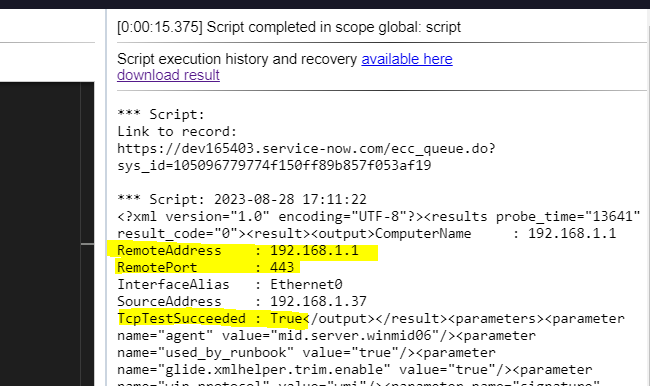 [0:00:15.375] Script completed in scope global: script
Script execution history and recovery available here
download result
*** Script:
Link to record:
https://dev165403.service-now.com/ecc_queue.do?
sys_id=105096779774f150ff89b857f053af19
*** Script: 2023-08-28 17:11:22
<?xml version="1.0" encoding="UTF-8"?><results probe_time="13641"
result_code="0"><result><output>ComputerName     : 192.168.1.1
RemoteAddress    : 192.168.1.1
RemotePort       : 443
InterfaceAlias   : Ethernet0
SourceAddress    : 192.168.1.37
TcpTestSucceeded : True</output></result><parameters><parameter
name="agent" value="mid.server.winmid06"/><parameter
name="used_by_runbook" value="true"/><parameter
name="glide.xmlhelper.trim.enable" value="true"/><parameter